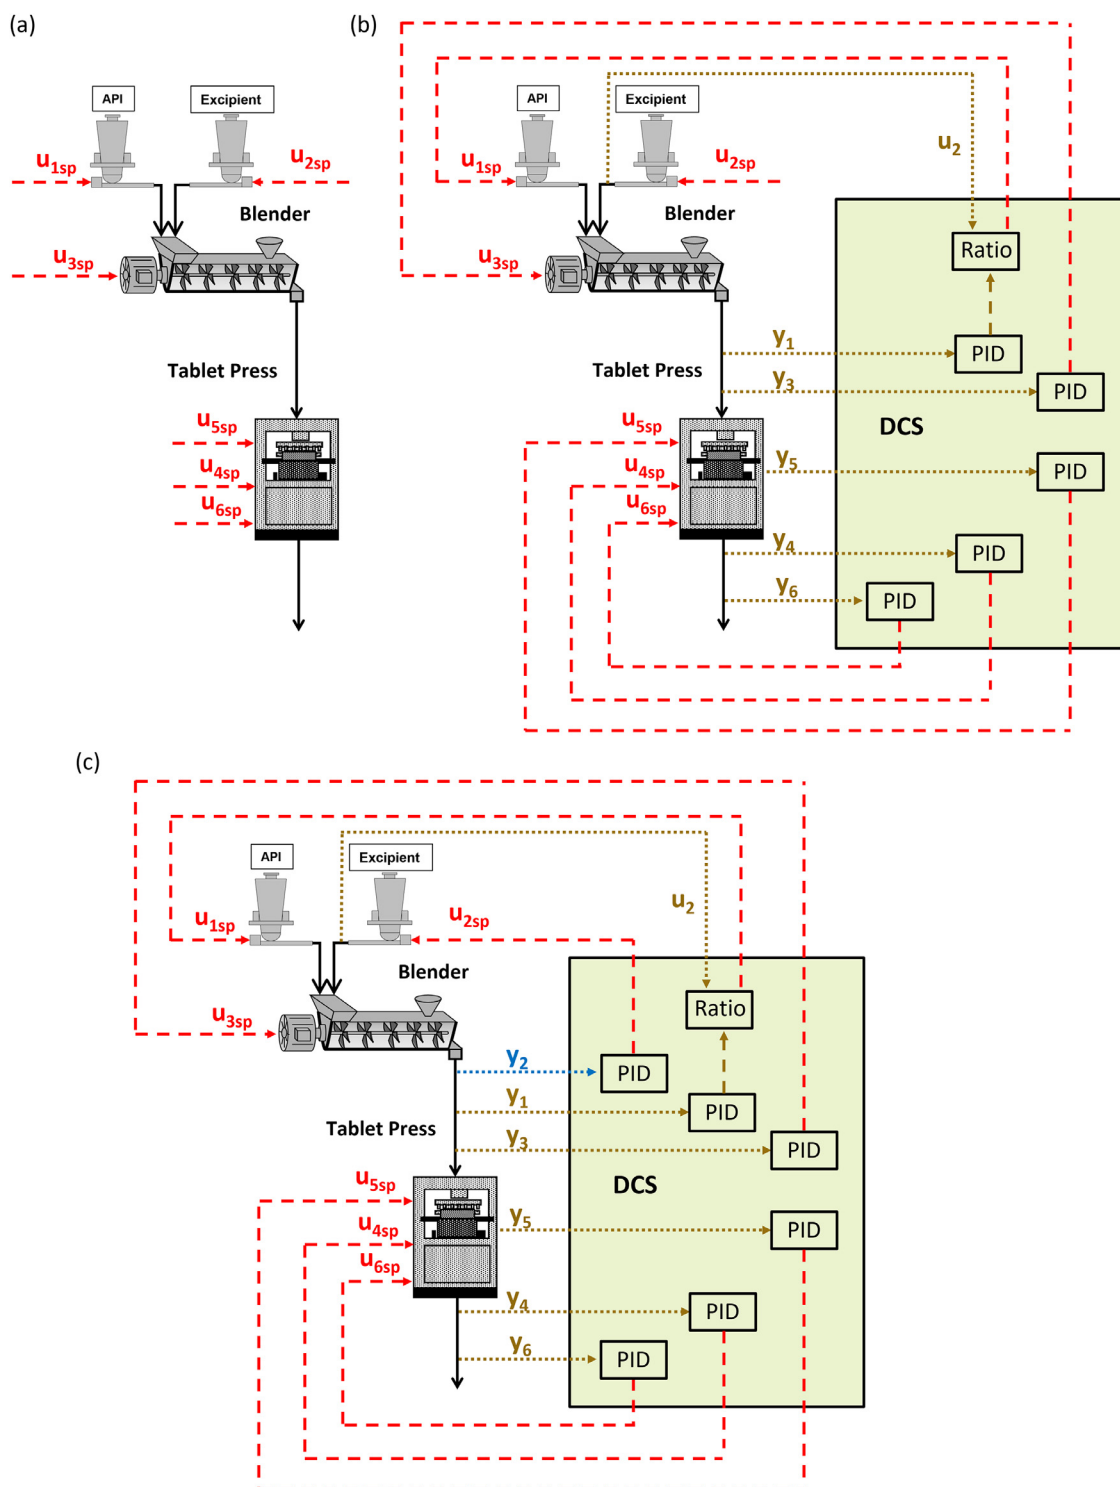 (a)
API
Excipient
u1sp
u2sp
Blender
u3sp
Tablet Press
u5sp
u4sp
u6sp
(b)
API
Excipient
u2
u1sp
u2sp
Blender
Ratio
u3sp
y1
PID
Tablet Press
y3
PID
u5sp
DCS
y5
PID
u4sp
u6sp
y4
PID
y6
PID
(c)
API
Excipient
u2
u1sp
u2sp
Blender
Ratio
u3sp
y2
PID
y1
PID
Tablet Press
y3
PID
u5sp
DCS
y5
PID
u4sp
u6sp
y4
PID
y6
PID